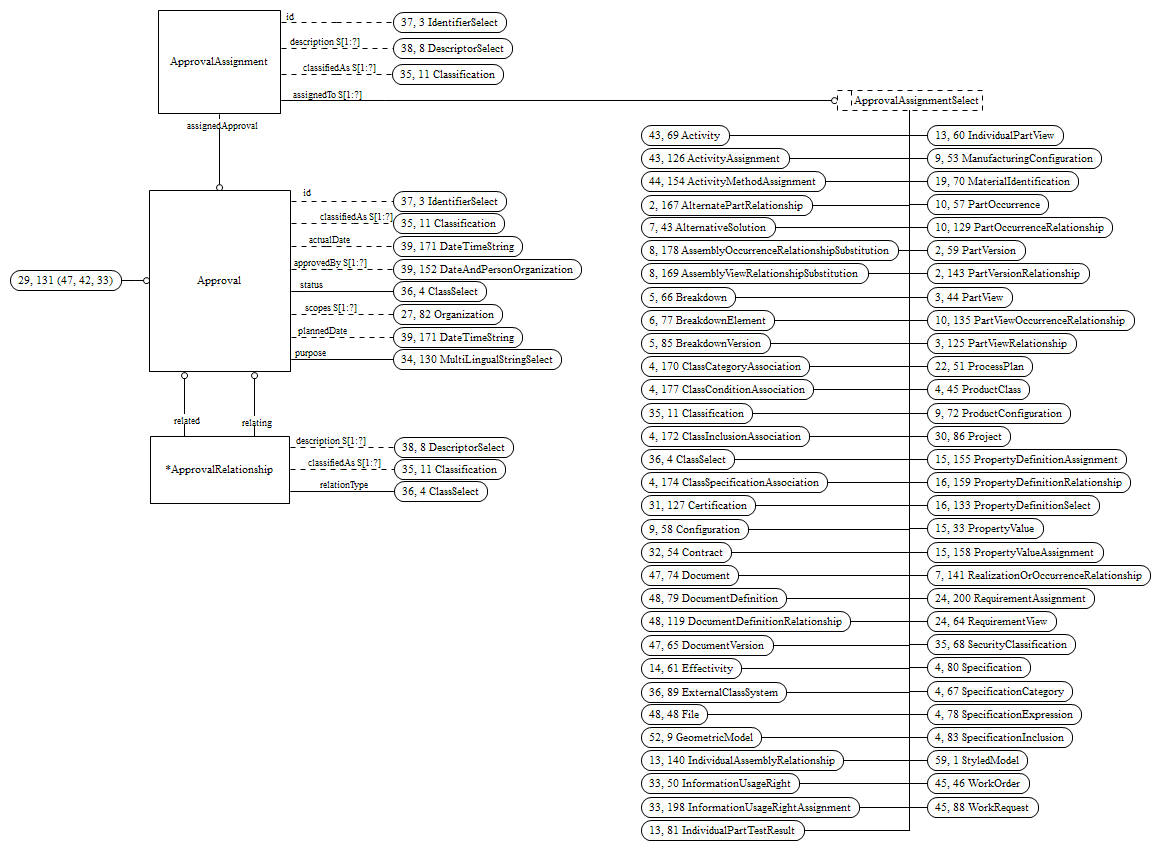 ApprovalAssignment
id
37, 3 IdentifierSelect
description S[1:?]
38, 8 DescriptorSelect
classifiedAs S[1:?]
35, 11 Classification
assignedTo S[1:?]
ApprovalAssignmentSelect
assignedApproval
Approval
29, 131 (47, 42, 33)
id
37, 3 IdentifierSelect
classifiedAs S[1:?]
35, 11 Classification
actualDate
39, 171 DateTimeString
approvedBy S[1:?]
39, 152 DateAndPersonOrganization
status
36, 4 ClassSelect
scopes S[1:?]
27, 82 Organization
plannedDate
39, 171 DateTimeString
purpose
34, 130 MultiLingualStringSelect
related
relating
*ApprovalRelationship
description S[1:?]
38, 8 DescriptorSelect
classifiedAs S[1:?]
35, 11 Classification
relationType
36, 4 ClassSelect
43, 69 Activity
43, 126 ActivityAssignment
44, 154 ActivityMethodAssignment
2, 167 AlternatePartRelationship
7, 43 AlternativeSolution
8, 178 AssemblyOccurrenceRelationshipSubstitution
8, 169 AssemblyViewRelationshipSubstitution
5, 66 Breakdown
6, 77 BreakdownElement
5, 85 BreakdownVersion
4, 170 ClassCategoryAssociation
4, 177 ClassConditionAssociation
35, 11 Classification
4, 172 ClassInclusionAssociation
36, 4 ClassSelect
4, 174 ClassSpecificationAssociation
31, 127 Certification
9, 58 Configuration
32, 54 Contract
47, 74 Document
48, 79 DocumentDefinition
48, 119 DocumentDefinitionRelationship
47, 65 DocumentVersion
14, 61 Effectivity
36, 89 ExternalClassSystem
48, 48 File
52, 9 GeometricModel
13, 140 IndividualAssemblyRelationship
33, 50 InformationUsageRight
33, 198 InformationUsageRightAssignment
13, 81 IndividualPartTestResult
13, 60 IndividualPartView
9, 53 ManufacturingConfiguration
19, 70 MaterialIdentification
10, 57 PartOccurrence
10, 129 PartOccurrenceRelationship
2, 59 PartVersion
2, 143 PartVersionRelationship
3, 44 PartView
10, 135 PartViewOccurrenceRelationship
3, 125 PartViewRelationship
22, 51 ProcessPlan
4, 45 ProductClass
9, 72 ProductConfiguration
30, 86 Project
15, 155 PropertyDefinitionAssignment
16, 159 PropertyDefinitionRelationship
16, 133 PropertyDefinitionSelect
15, 33 PropertyValue
15, 158 PropertyValueAssignment
7, 141 RealizationOrOccurrenceRelationship
24, 200 RequirementAssignment
24, 64 RequirementView
35, 68 SecurityClassification
4, 80 Specification
4, 67 SpecificationCategory
4, 78 SpecificationExpression
4, 83 SpecificationInclusion
59, 1 StyledModel
45, 46 WorkOrder
45, 88 WorkRequest